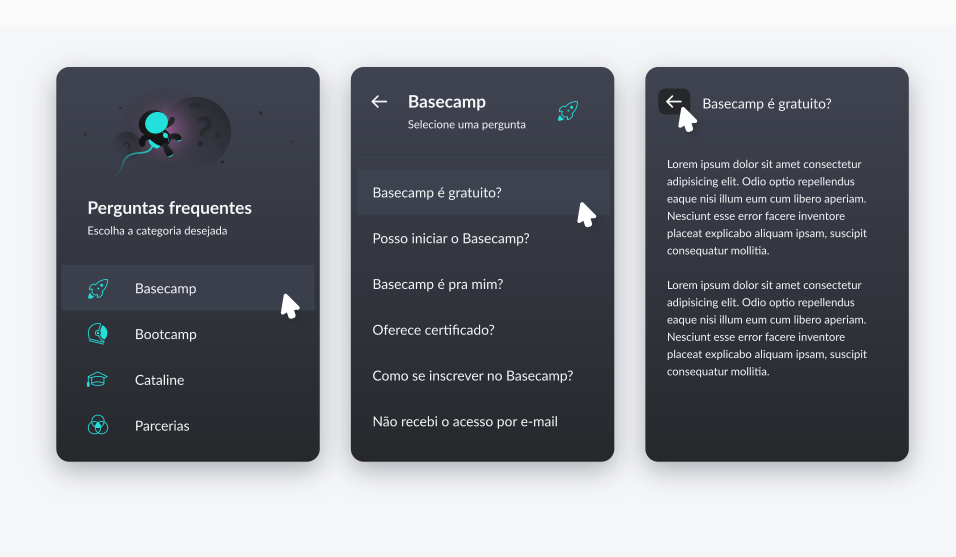 Perguntas frequentes
Escolha a categoria desejada
Basecamp
Bootcamp
Cataline
Parcerias
Basecamp
Selecione uma pergunta
Basecamp é gratuito?
Posso iniciar o Basecamp?
Basecamp é pra mim?
Oferece certificado?
Como se inscrever no Basecamp?
Não recebi o acesso por e-mail
Basecamp é gratuito?
Lorem ipsum dolor sit amet consectetur
adipisicing elit. Odio optio repellendus
eaque nisi illum eum cum libero aperiam.
Nesciunt esse error facere inventore
placeat explicabo aliquam ipsam, suscipit
consequatur mollitia.
Lorem ipsum dolor sit amet consectetur
adipisicing elit. Odio optio repellendus
eaque nisi illum eum cum libero aperiam.
Nesciunt esse error facere inventore
placeat explicabo aliquam ipsam, suscipit
consequatur mollitia.